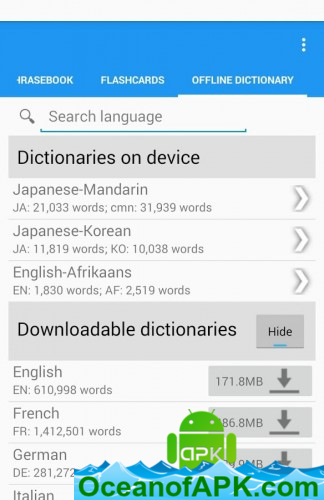 HRASEBOOK FLASHCARDS OFFLINE DICTIONARY
Search language
Dictionaries on device
Japanese-Mandarin
JA: 21,033 words; cmn: 31,939 words
Japanese-Korean
JA: 11,819 words; KO: 10,038 words
English-Afrikaans
EN: 1,830 words; AF: 2,519 words
Downloadable dictionaries Hide
English
EN: 610,998 words 171.8MB
French
FR: 1,412,501 words 86.8MB
German
DE: 281,272
Italian
APK
OceanofAPK.com